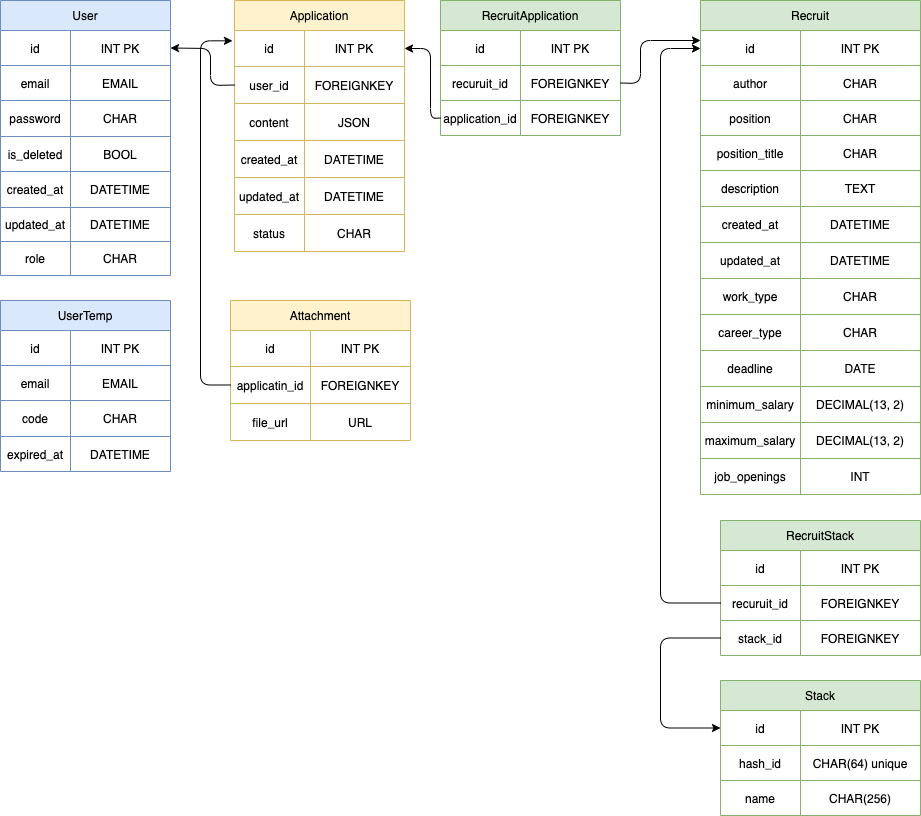 User
id INT PK
email EMAIL
password CHAR
is_deleted BOOL
created_at DATETIME
updated_at DATETIME
role CHAR
UserTemp
id INT PK
email EMAIL
code CHAR
expired_at DATETIME
Application
id INT PK
user_id FOREIGNKEY
content JSON
created_at DATETIME
updated_at DATETIME
status CHAR
Attachment
id INT PK
applicatin_id FOREIGNKEY
file_url URL
RecruitApplication
id INT PK
recuruit_id FOREIGNKEY
application_id FOREIGNKEY
Recruit
id INT PK
author CHAR
position CHAR
position_title CHAR
description TEXT
created_at DATETIME
updated_at DATETIME
work_type CHAR
career_type CHAR
deadline DATE
minimum_salary DECIMAL(13, 2)
maximum_salary DECIMAL(13, 2)
job_openings INT
RecruitStack
id INT PK
recuruit_id FOREIGNKEY
stack_id FOREIGNKEY
Stack
id INT PK
hash_id CHAR(64) unique
name CHAR(256)